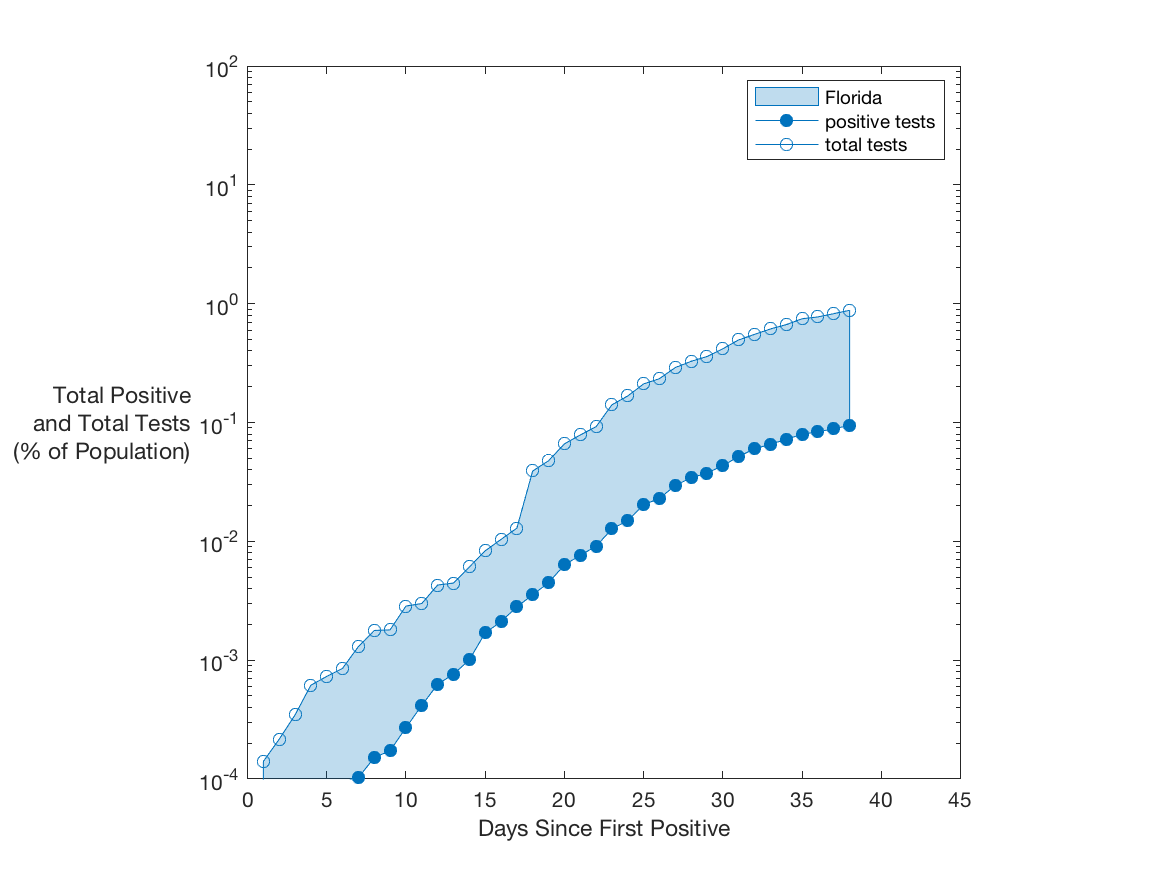 10^2
10^1
10^0
10^-1
10^-2
10^-3
10^-4
Total Positive
and Total Tests
(% of Population)
Florida
positive tests
total tests
0 5 10 15 20 25 30 35 40 45
Days Since First Positive